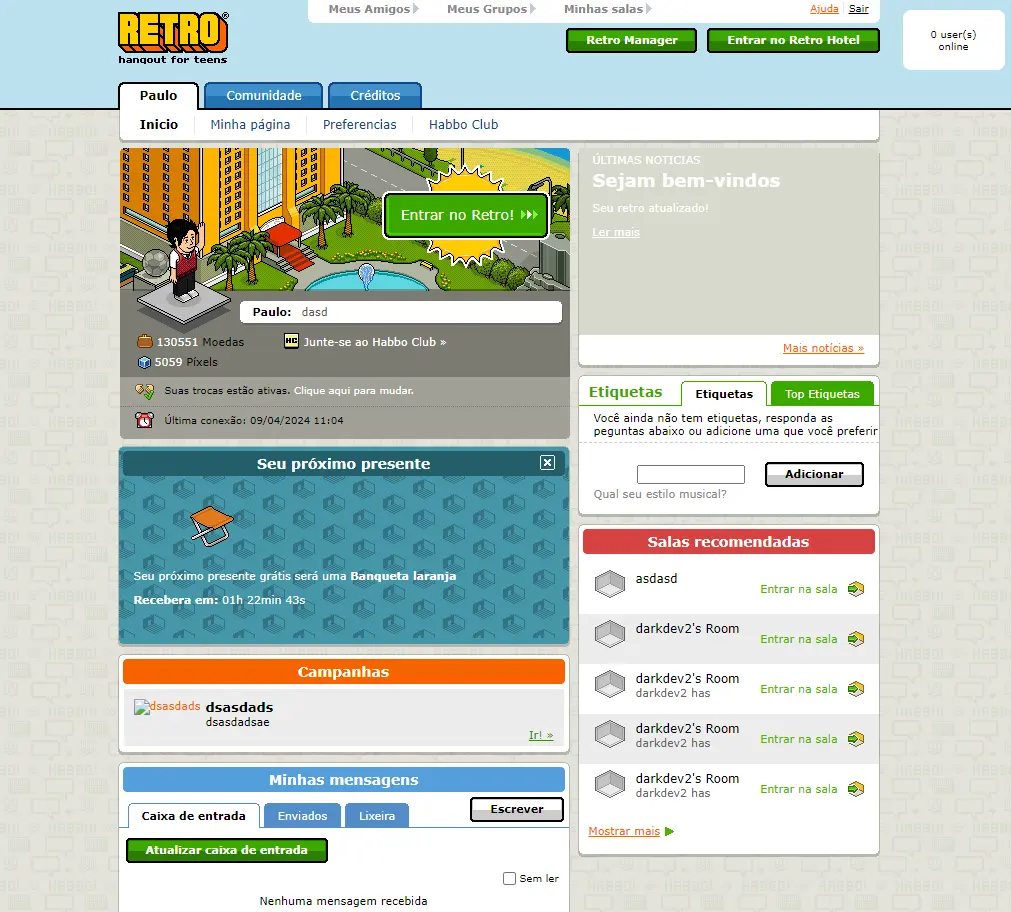 Meus Amigos
Meus Grupos
Minhas salas
Ajuda
Sair
RETRO
hangout for teens
Retro Manager
Entrar no Retro Hotel
0 user(s)
online
Paulo
Comunidade
Créditos
Inicio
Minha página
Preferencias
Habbo Club
Entrar no Retro!
Paulo: dasd
130551 Moedas
HC
Junte-se ao Habbo Club »
5059 Píxels
Suas trocas estão ativas. Clique aqui para mudar.
Última conexão: 09/04/2024 11:04
Seu próximo presente
Seu próximo presente grátis será uma Banqueta laranja
Recebera em: 01h 22min 43s
Campanhas
dsasdads
dsasdads
dsasdadsae
Ir! »
Minhas mensagens
Caixa de entrada
Enviados
Lixeira
Escrever
Atualizar caixa de entrada
Sem ler
Nenhuma mensagem recebida
ÚLTIMAS NOTICIAS
Sejam bem-vindos
Seu retro atualizado!
Ler mais
Mais notícias »
Etiquetas
Etiquetas
Top Etiquetas
Você ainda não tem etiquetas, responda as
peguntas abaixo ou adicione uma que você preferir
Adicionar
Qual seu estilo musical?
Salas recomendadas
asdasd
Entrar na sala
darkdev2's Room
Entrar na sala
darkdev2's Room
darkdev2 has
Entrar na sala
darkdev2's Room
darkdev2 has
Entrar na sala
darkdev2's Room
darkdev2 has
Entrar na sala
Mostrar mais